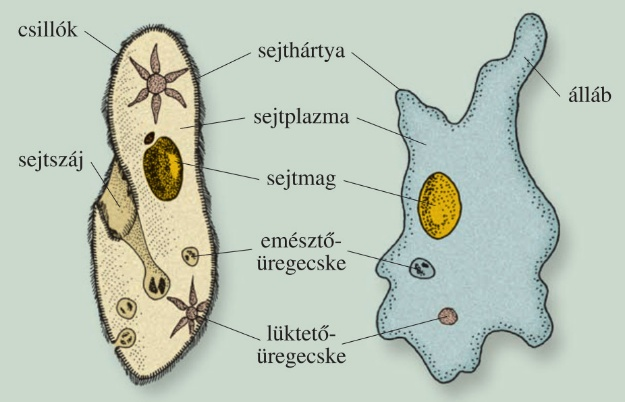 csillók
sejthártya
álláb
sejtplazma
sejtszáj
sejtmag
emésztő-
üregecske
lüktető-
üregecske